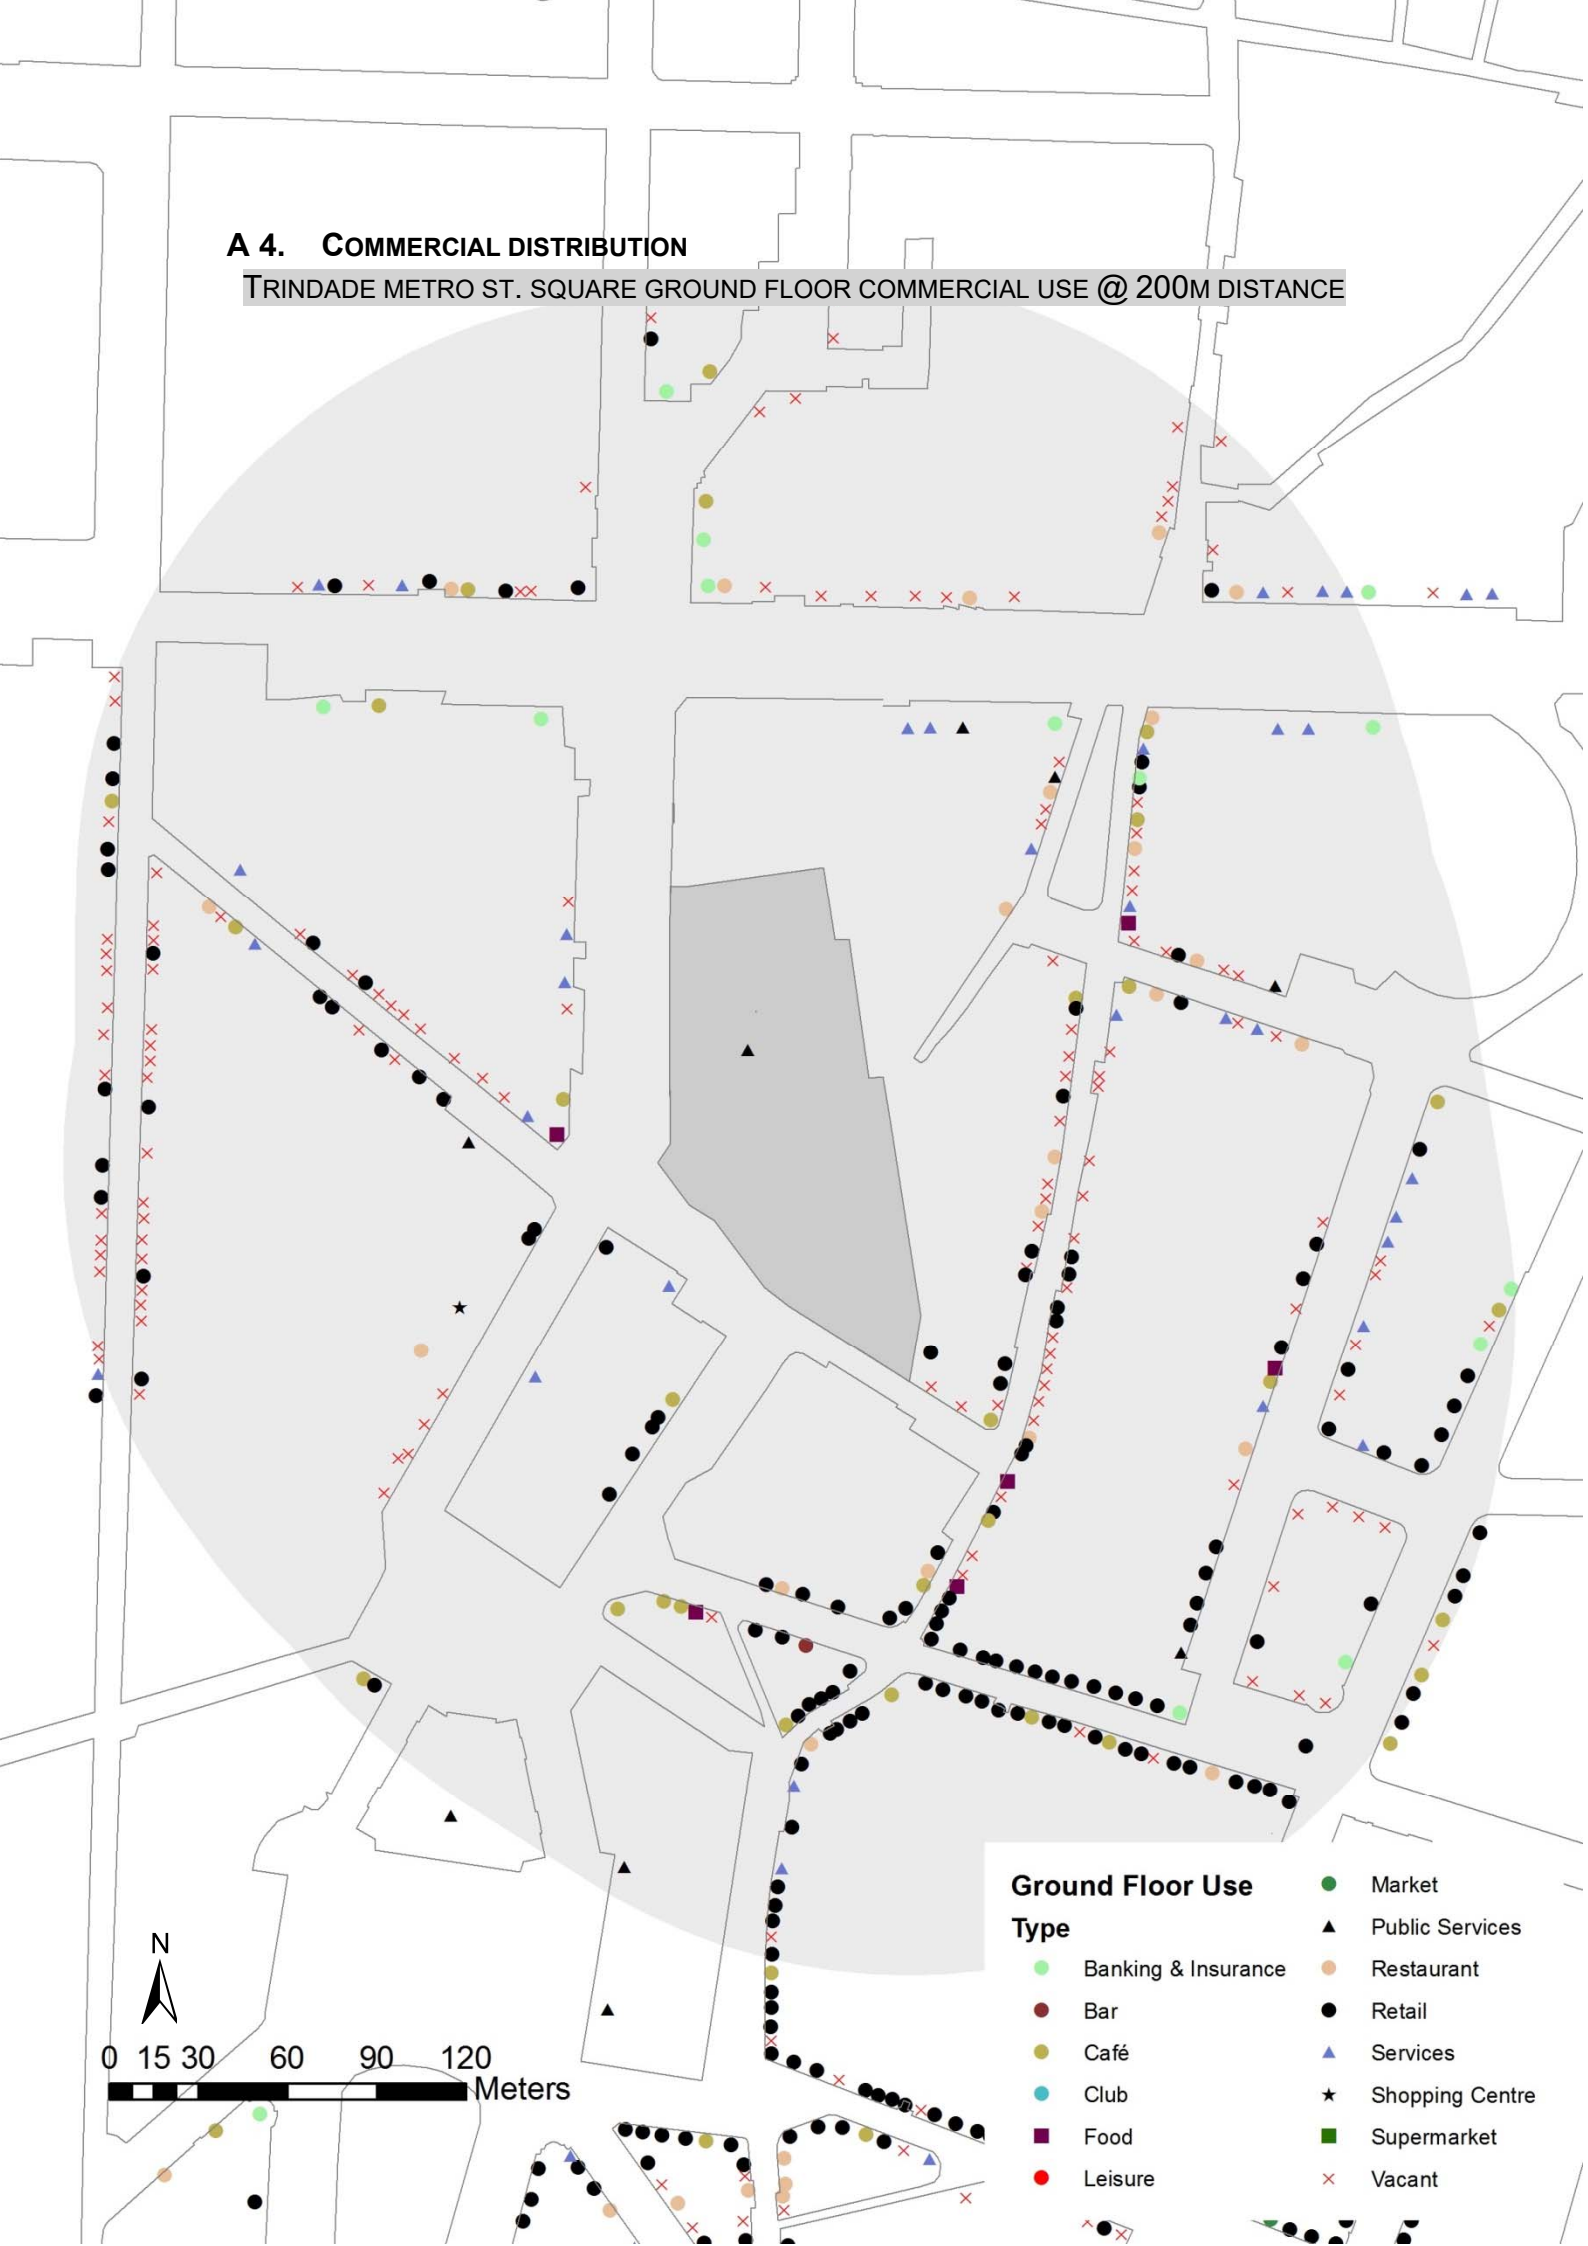 A 4. COMMERCIAL DISTRIBUTION
TRINDADE METRO ST. SQUARE GROUND FLOOR COMMERCIAL USE @ 200M DISTANCE
Ground Floor Use
Type
Banking & Insurance
Bar
Café
Club
Food
Leisure
Market
Public Services
Restaurant
Retail
Services
Shopping Centre
Supermarket
Vacant
N
0 15 30 60 90 120
Meters